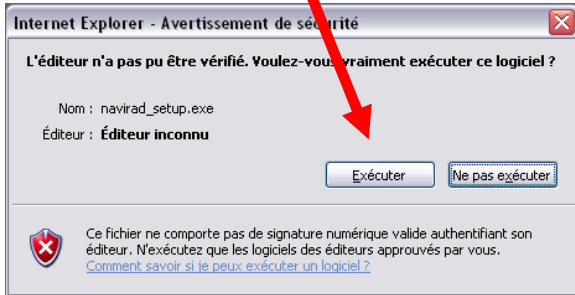 Internet Explorer - Avertissement de sécurité
L'éditeur n'a pas pu être vérifié. Voulez-vous vraiment exécuter ce logiciel ?
Nom : navirad_setup.exe
Éditeur : Éditeur inconnu
Exécuter
Ne pas exécuter
Ce fichier ne comporte pas de signature numérique valide authentifiant son
éditeur. N'exécutez que les logiciels des éditeurs approuvés par vous.
Comment savoir si je peux exécuter un logiciel ?